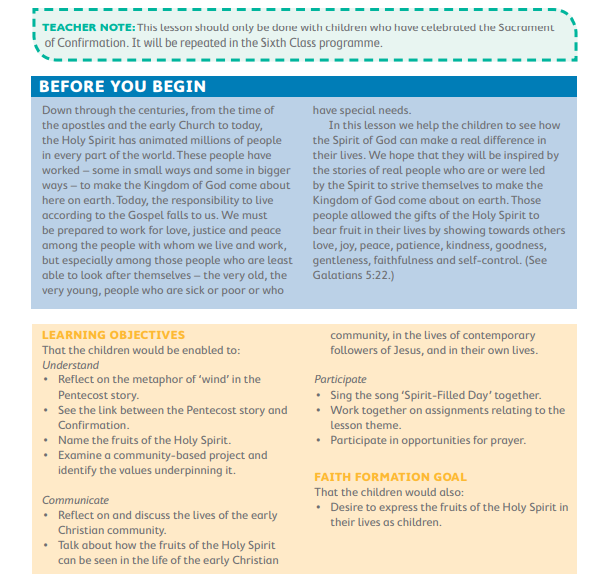 TEACHER NOTE: This lesson should only be done with children who have celebrated the Sacrament
of Confirmation. It will be repeated in the Sixth Class programme.
BEFORE YOU BEGIN
Down through the centuries, from the time of
the apostles and the early Church to today,
the Holy Spirit has animated millions of people
in every part of the world. These people have
worked – some in small ways and some in bigger
ways – to make the Kingdom of God come about
here on earth. Today, the responsibility to live
according to the Gospel falls to us. We must
be prepared to work for love, justice and peace
among the people with whom we live and work,
but especially among those people who are least
able to look after themselves – the very old, the
very young, people who are sick or poor or who
have special needs.
In this lesson we help the children to see how
the Spirit of God can make a real difference in
their lives. We hope that they will be inspired by
the stories of real people who are or were led
by the Spirit to strive themselves to make the
Kingdom of God come about on earth. Those
people allowed the gifts of the Holy Spirit to
bear fruit in their lives by showing towards others
love, joy, peace, patience, kindness, goodness,
gentleness, faithfulness and self-control. (See
Galatians 5:22.)
LEARNING OBJECTIVES
That the children would be enabled to:
Understand
• Reflect on the metaphor of ‘wind’ in the
Pentecost story.
• See the link between the Pentecost story and
Confirmation.
• Name the fruits of the Holy Spirit.
• Examine a community-based project and
identify the values underpinning it.
Communicate
• Reflect on and discuss the lives of the early
Christian community.
• Talk about how the fruits of the Holy Spirit
can be seen in the life of the early Christian
community, in the lives of contemporary
followers of Jesus, and in their own lives.
Participate
• Sing the song ‘Spirit-Filled Day’ together.
• Work together on assignments relating to the
lesson theme.
• Participate in opportunities for prayer.
FAITH FORMATION GOAL
That the children would also:
• Desire to express the fruits of the Holy Spirit in
their lives as children.